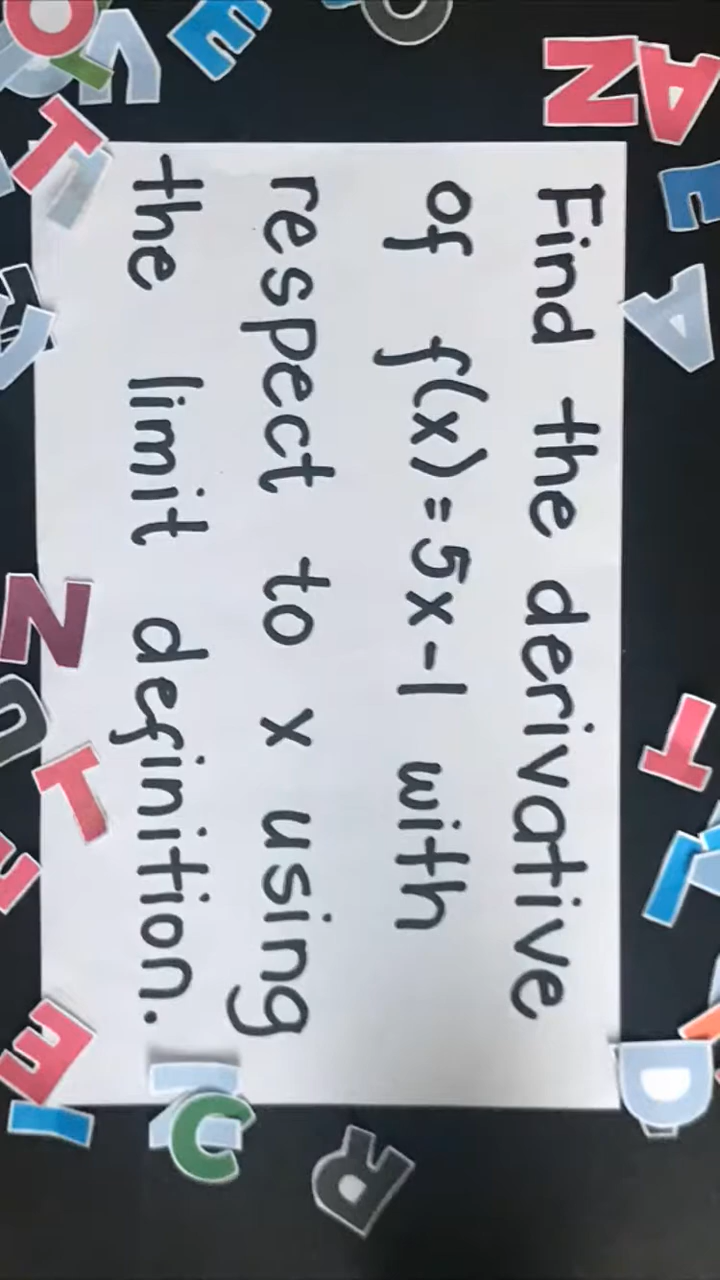 Find the derivative
of f(x) = 5x - 1 with
respect to x using
the limit definition.